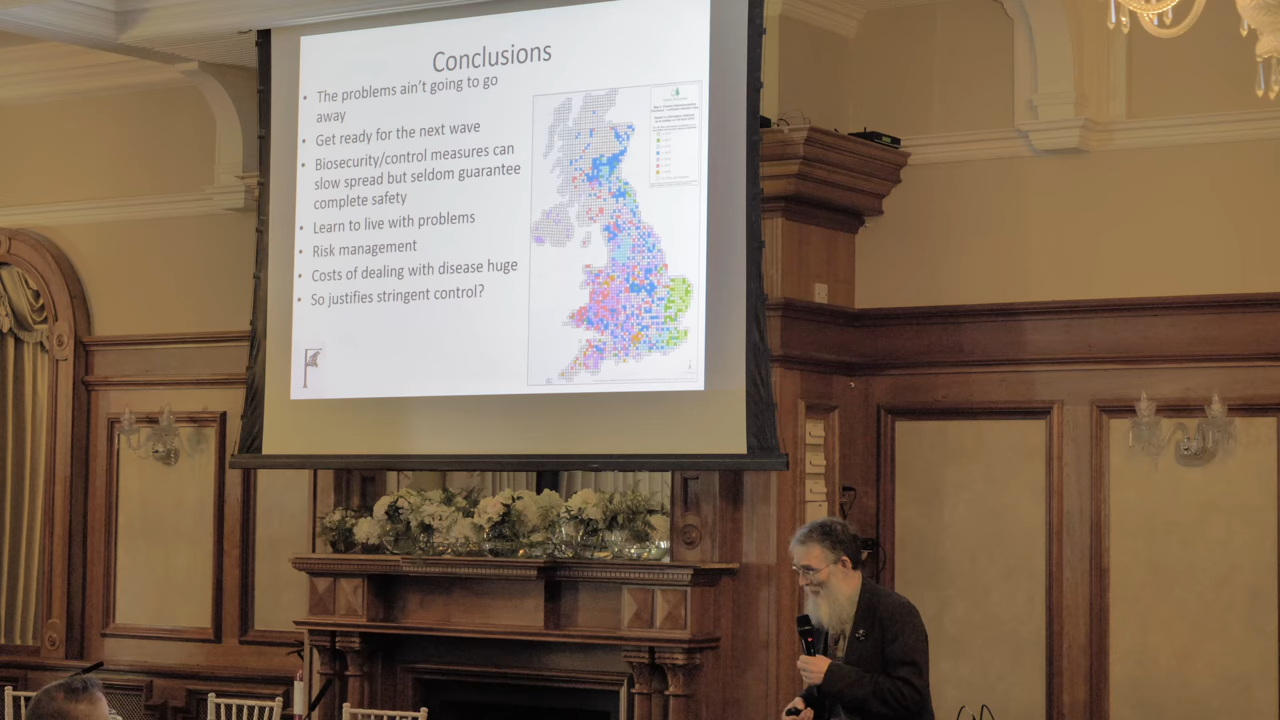 Conclusions
• The problems ain't going to go
away
• Get ready for the next wave
• Biosecurity/control measures can
slow spread but seldom guarantee
complete safety
• Learn to live with problems
• Risk management
• Costs of dealing with disease huge
• So justifies stringent control?